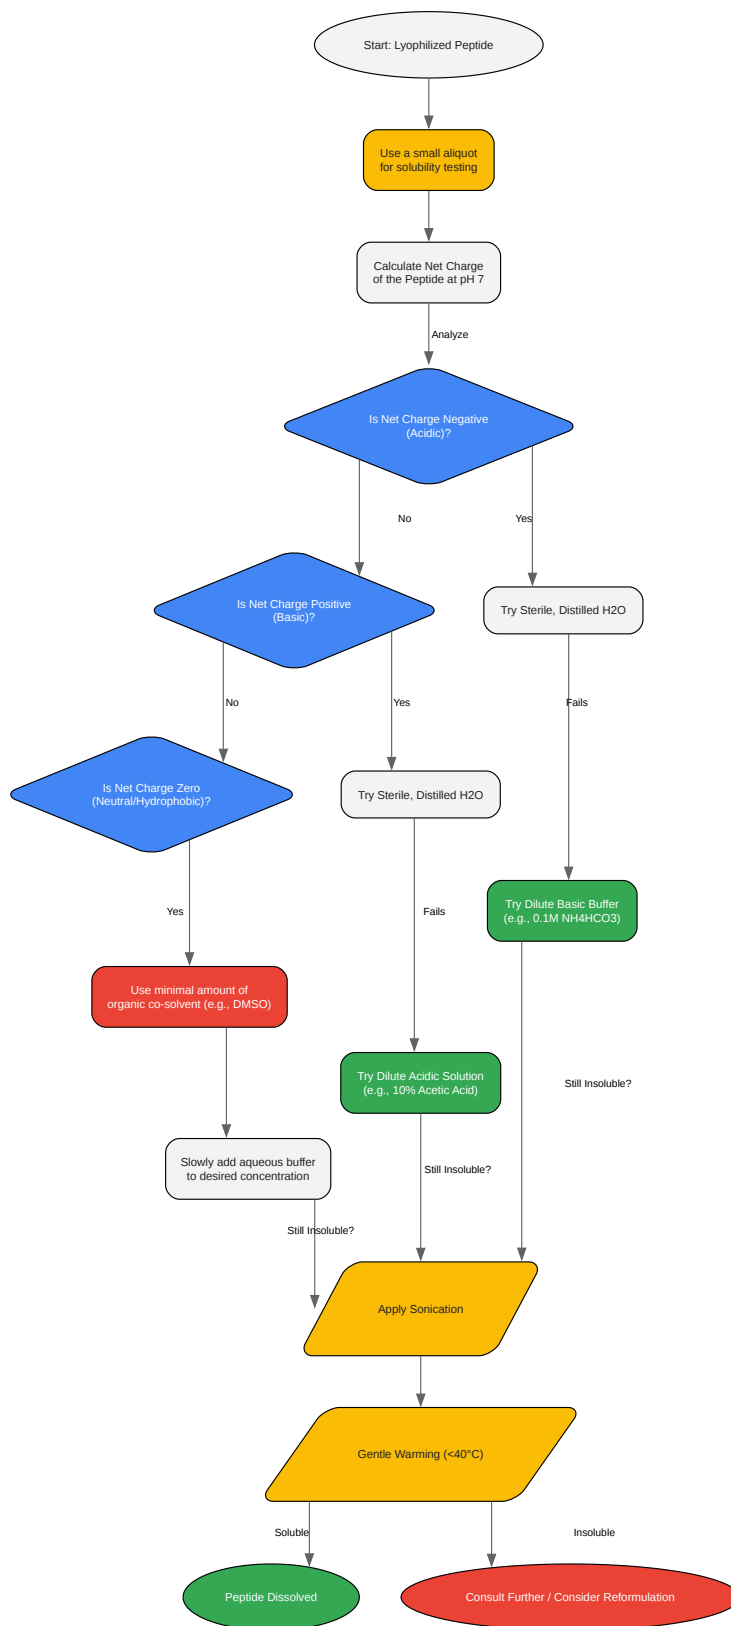 Start: Lyophilized Peptide
Use a small aliquot
for solubility testing
Calculate Net Charge
of the Peptide at pH 7
Analyze
Is Net Charge Negative
(Acidic)?
No
Yes
Is Net Charge Positive
(Basic)?
Try Sterile, Distilled H2O
No
Yes
Fails
Is Net Charge Zero
(Neutral/Hydrophobic)?
Try Sterile, Distilled H2O
Yes
Fails
Try Dilute Basic Buffer
(e.g., 0.1M NH4HCO3)
Use minimal amount of
organic co-solvent (e.g., DMSO)
Try Dilute Acidic Solution
(e.g., 10% Acetic Acid)
Still Insoluble?
Slowly add aqueous buffer
to desired concentration
Still Insoluble?
Still Insoluble?
Apply Sonication
Gentle Warming (<40°C)
Soluble
Insoluble
Peptide Dissolved
Consult Further / Consider Reformulation